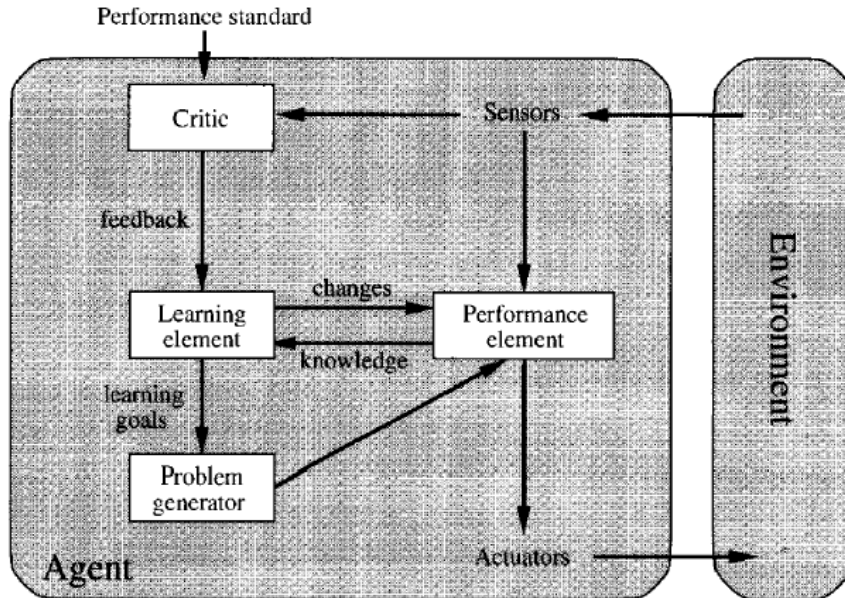 Performance standard
Critic
Sensors
feedback
changes
Learning
element
Performance
element
knowledge
learning
goals
Problem
generator
Agent
Actuators
Environment